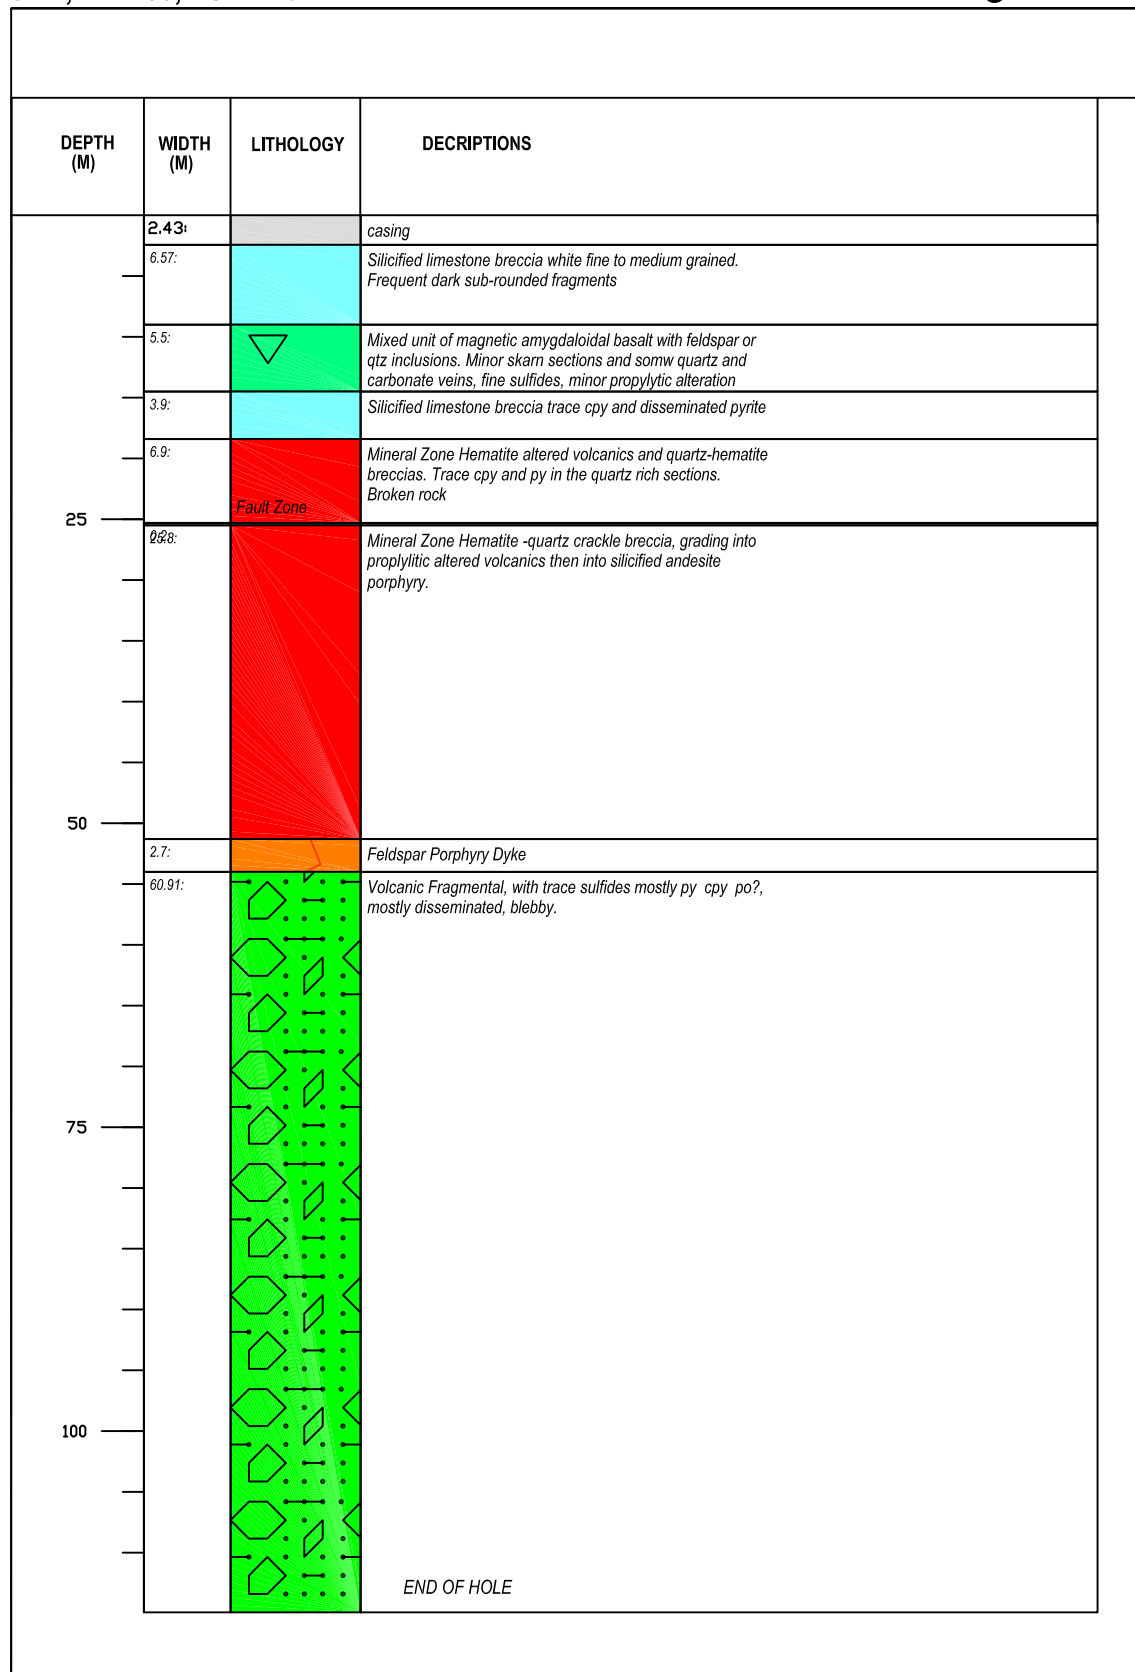 DEPTH
(M)
WIDTH
(M)
LITHOLOGY
DECRIPTIONS
2.43:
casing
6.57:
Silicified limestone breccia white fine to medium grained.
Frequent dark sub-rounded fragments
5.5:
Mixed unit of magnetic amygdaloidal basalt with feldspar or
qtz inclusions. Minor skarn sections and somw quartz and
carbonate veins, fine sulfides, minor propylytic alteration
3.9:
Silicified limestone breccia trace cpy and disseminated pyrite
6.9:
Mineral Zone Hematite altered volcanics and quartz-hematite
breccias. Trace cpy and py in the quartz rich sections.
Broken rock
Fault Zone
25
Mineral Zone Hematite -quartz crackle breccia, grading into
proplylitic altered volcanics then into silicified andesite
porphyry.
50
2.7:
Feldspar Porphyry Dyke
60.91:
Volcanic Fragmental, with trace sulfides mostly py cpy po?,
mostly disseminated, blebby.
75
100
END OF HOLE